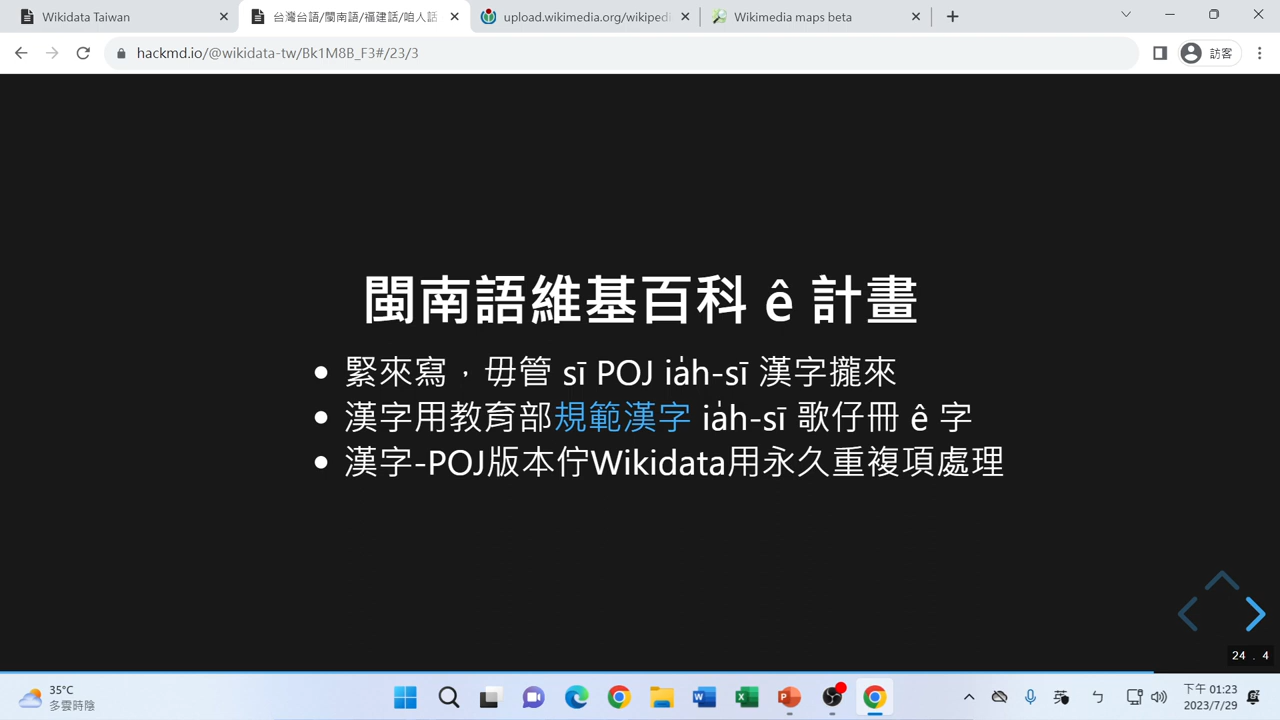 Wikidata Taiwan
台灣台語/閩南語/福建話/咱人話
upload.wikimedia.org/wikipedi
Wikimedia maps beta
hackmd.io/@wikidata-tw/Bk1M8B_F3#/23/3
訪客
閩南語維基百科 ê 計畫
緊來寫，毋管 sī POJ ia̍h-sī 漢字攏來
漢字用教育部規範漢字 ia̍h-sī 歌仔冊 ê 字
漢字-POJ版本佇Wikidata用永久重複項處理
24 . 4
35°C
多雲時陰
英
ㄅ
下午 01:23
2023/7/29